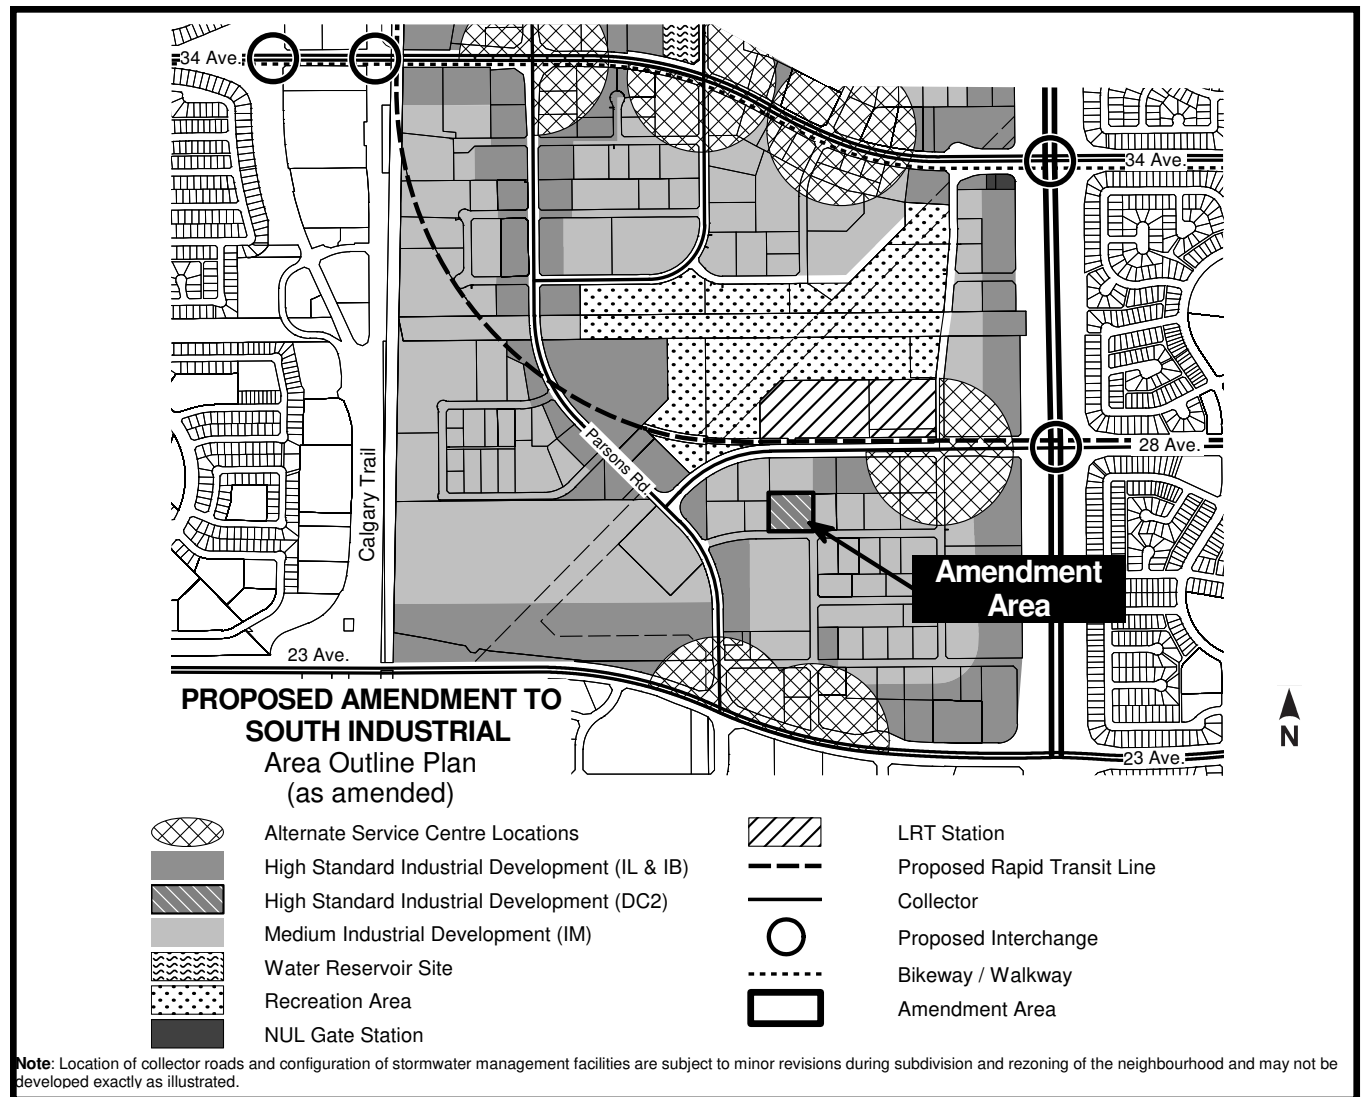 34 Ave.
34 Ave.
28 Ave.
Parsons Rd.
Calgary Trail
Amendment
Area
23 Ave.
23 Ave.
PROPOSED AMENDMENT TO
SOUTH INDUSTRIAL
Area Outline Plan
(as amended)
N
Alternate Service Centre Locations
High Standard Industrial Development (IL & IB)
High Standard Industrial Development (DC2)
Medium Industrial Development (IM)
Water Reservoir Site
Recreation Area
NUL Gate Station
LRT Station
Proposed Rapid Transit Line
Collector
Proposed Interchange
Bikeway / Walkway
Amendment Area
Note: Location of collector roads and configuration of stormwater management facilities are subject to minor revisions during subdivision and rezoning of the neighbourhood and may not be
developed exactly as illustrated.